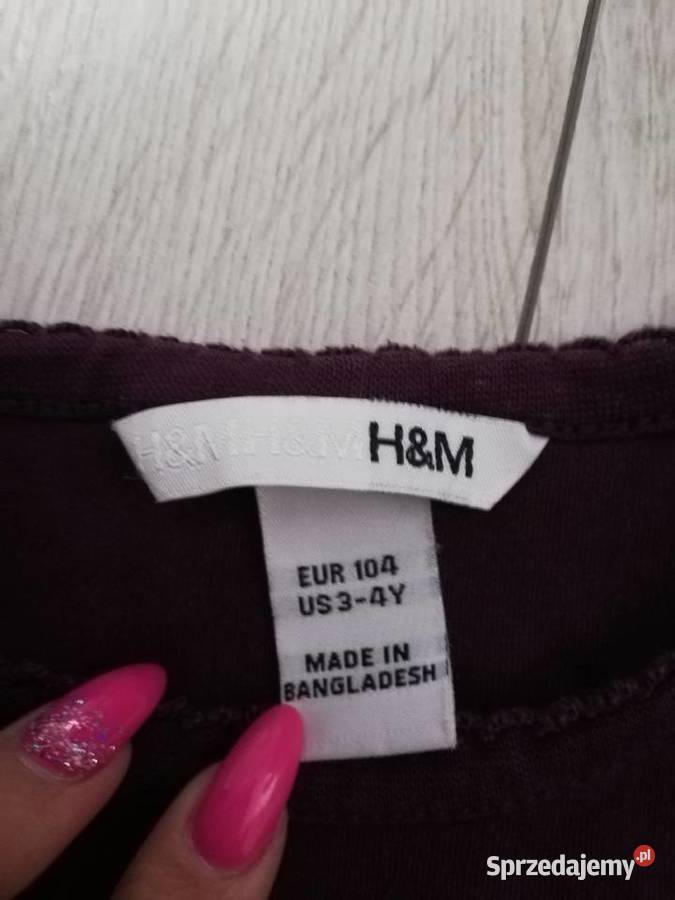 H&M H&M H&M
EUR 104
US 3-4Y
MADE IN
BANGLADESH
Sprzedajemy.pl